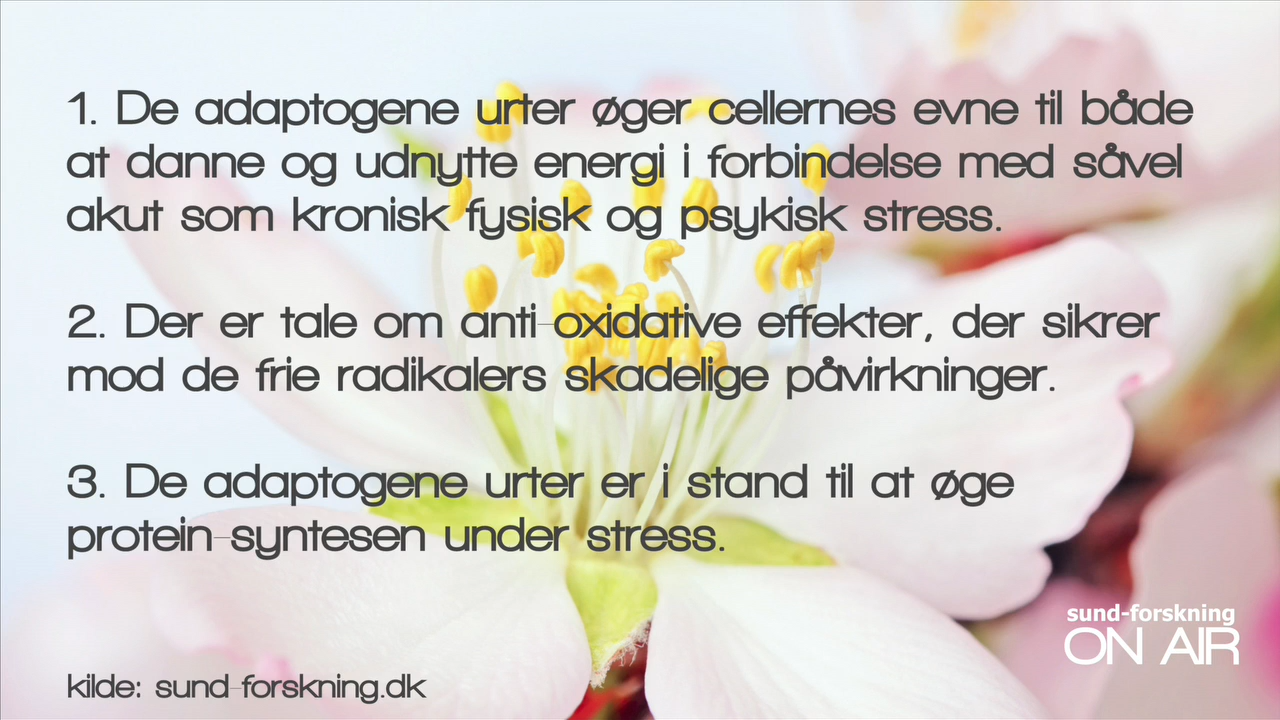 1. De adaptogene urter øger cellernes evne til både
at danne og udnytte energi i forbindelse med såvel
akut som kronisk fysisk og psykisk stress.
2. Der er tale om anti-oxidative effekter, der sikrer
mod de frie radikalers skadelige påvirkninger.
3. De adaptogene urter er i stand til at øge
protein-syntesen under stress.
sund-forskning
ON AIR
kilde: sund-forskning.dk